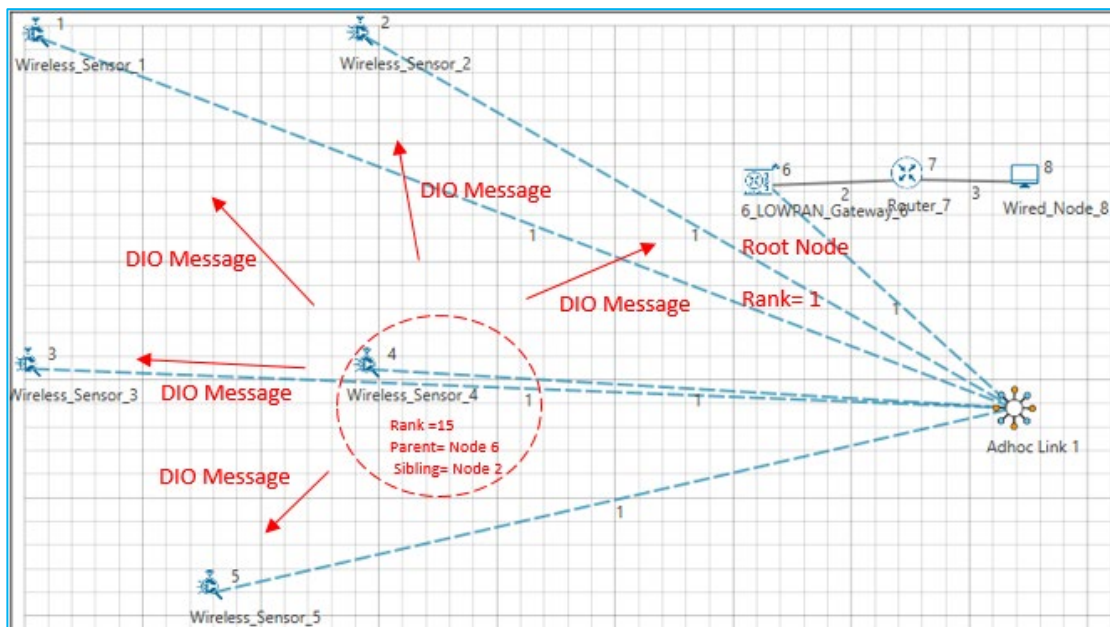 1
Wireless_Sensor_1
2
Wireless_Sensor_2
6
6_LOWPAN_Gateway_6
2
7
Router_7
3
8
Wired_Node_8
DIO Message
DIO Message
DIO Message
1
1
Root Node
Rank= 1
1
3
Wireless_Sensor_3
DIO Message
4
Wireless_Sensor_4
1
1
Rank =15
Parent= Node 6
Sibling= Node 2
Adhoc Link 1
DIO Message
1
5
Wireless_Sensor_5